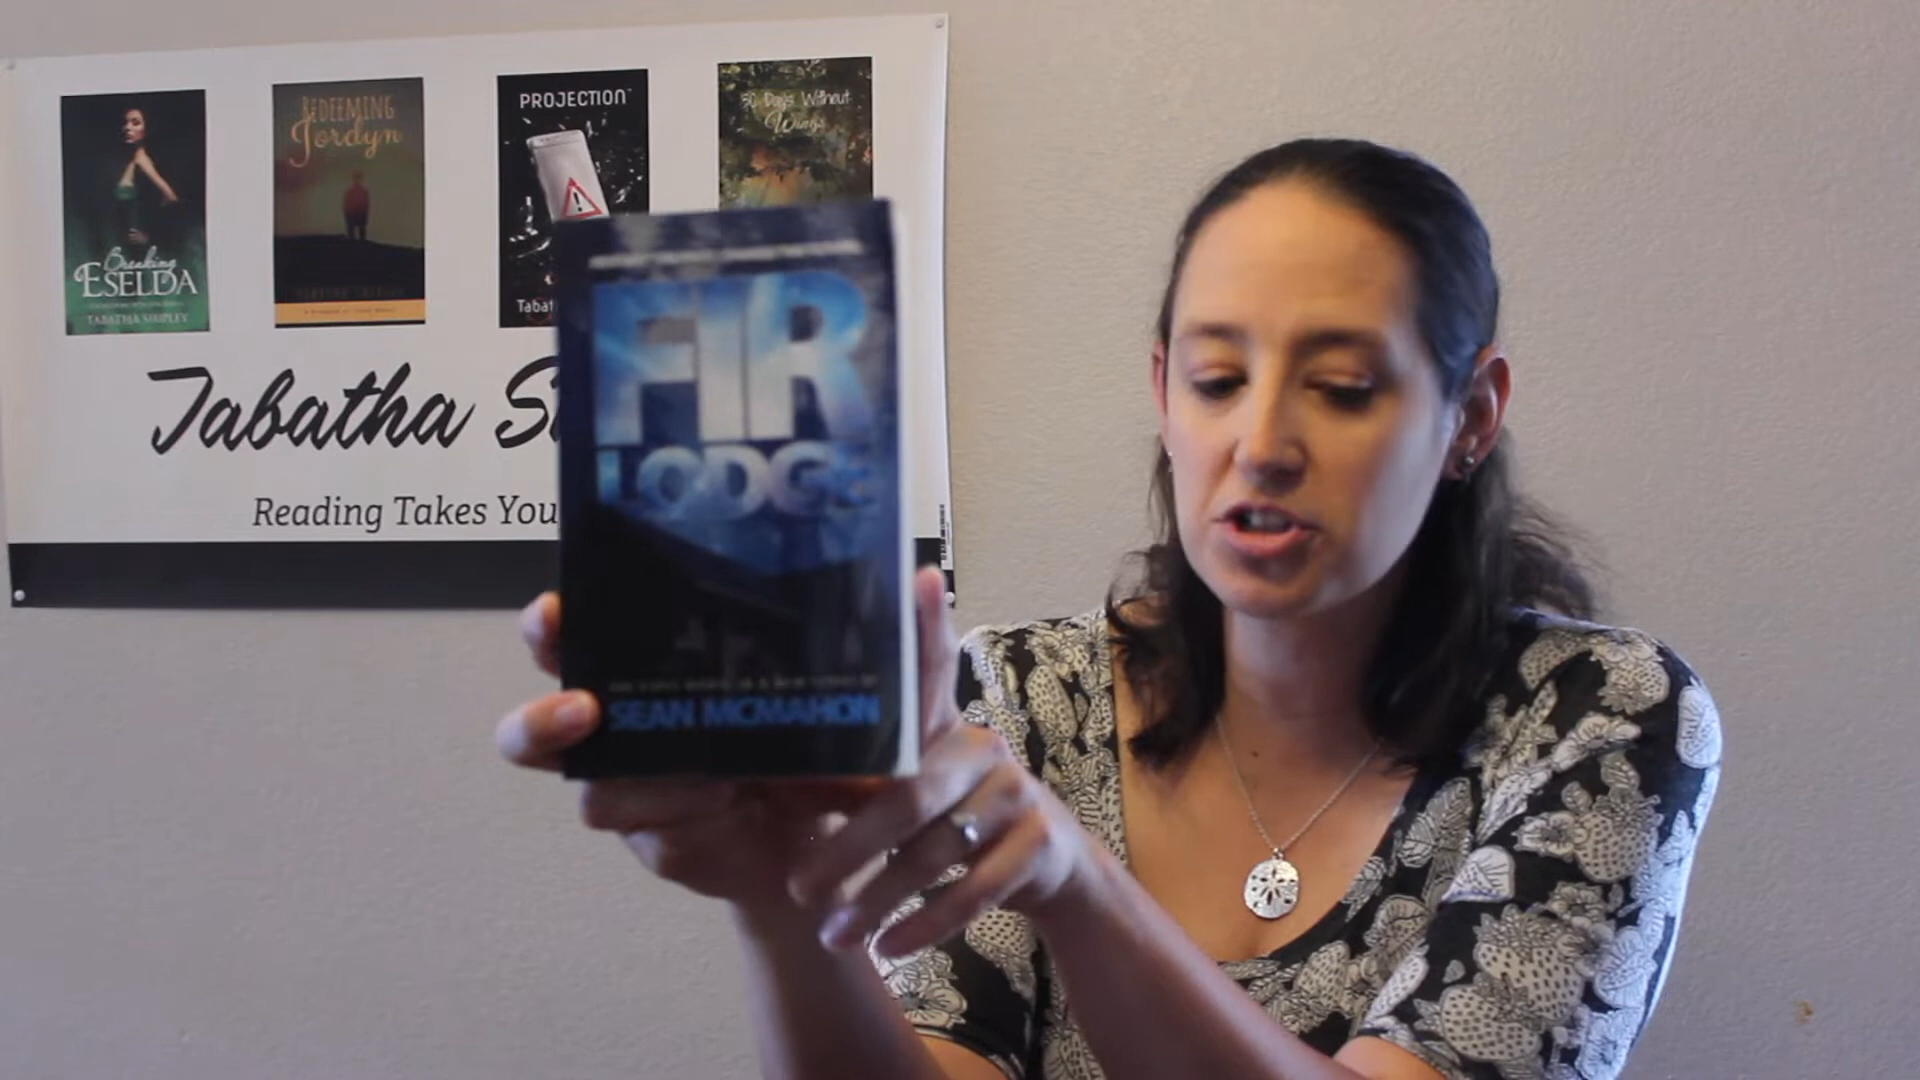 Breaking
ESELDA
TABATHA SHIPLEY
REDEEMING
Jordyn
PROJECTION
Tabat
50 Days Without
Wings
Tabatha S
Reading Takes You
FIR
LODGE
SEAN MCMAHON